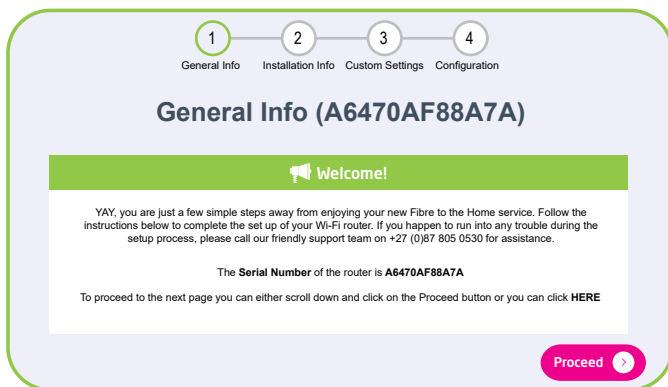 1 2 3 4
General Info Installation Info Custom Settings Configuration
General Info (A6470AF88A7A)
Welcome!
YAY, you are just a few simple steps away from enjoying your new Fibre to the Home service. Follow the
instructions below to complete the set up of your Wi-Fi router. If you happen to run into any trouble during the
setup process, please call our friendly support team on +27 (0)87 805 0530 for assistance.
The Serial Number of the router is A6470AF88A7A
To proceed to the next page you can either scroll down and click on the Proceed button or you can click HERE
Proceed